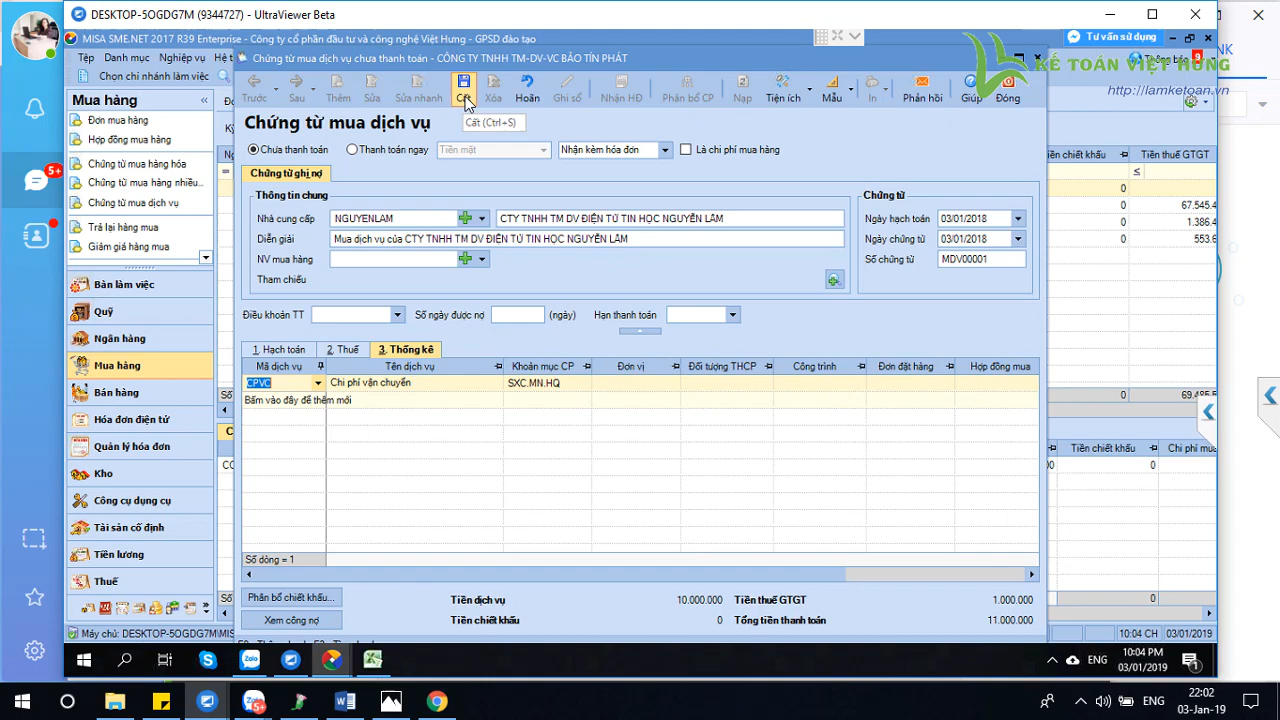 DESKTOP-5OGDG7M (9344727) - UltraViewer Beta
MISA SME.NET 2017 R39 Enterprise - Công ty cổ phần đầu tư và công nghệ Việt Hưng - GPSD đào tạo
Tư vấn sử dụng
Tệp Danh mục Nghiệp vụ Hệ
Chứng từ mua dịch vụ chưa thanh toán - CÔNG TY TNHH TM-DV-VC BẢO TÍN PHÁT
KẾ TOÁN VIỆT HƯNG
http://lamketoan.vn
Chọn chi nhánh làm việc
Trước Sau Thêm Sửa Sửa nhanh Cất Xóa Hoãn Ghi sổ Nhận HĐ Phân bổ CP Nạp Tiện ích Mẫu In Phản hồi Giúp Đóng
Mua hàng
Chứng từ mua dịch vụ
Cất (Ctrl+S)
Đơn mua hàng
Hợp đồng mua hàng
Chưa thanh toán Thanh toán ngay Tiền mặt Nhận kèm hóa đơn Là chi phí mua hàng
Tiền chiết khấu Tiền thuế GTGT
Chứng từ mua hàng hóa
Chứng từ ghi nợ
Chứng từ mua hàng nhiều...
Thông tin chung
Chứng từ
Chứng từ mua dịch vụ
Trả lại hàng mua
Giảm giá hàng mua
Nhà cung cấp NGUYENLAM CTY TNHH TM DV ĐIỆN TỬ TIN HỌC NGUYỄN LÂM
Ngày hạch toán 03/01/2018
Diễn giải Mua dịch vụ của CTY TNHH TM DV ĐIỆN TỬ TIN HỌC NGUYỄN LÂM
Ngày chứng từ 03/01/2018
NV mua hàng
Số chứng từ MDV00001
Tham chiếu
0 67.545.4
0 1.386.4
0 553.6
Bàn làm việc
Quỹ
Ngân hàng
Mua hàng
Bán hàng
Hóa đơn điện tử
Quản lý hóa đơn
Kho
Công cụ dụng cụ
Tài sản cố định
Tiền lương
Thuế
Điều khoản TT Số ngày được nợ (ngày) Hạn thanh toán
1. Hạch toán 2. Thuế 3. Thống kê
Mã dịch vụ Tên dịch vụ Khoản mục CP Đơn vị Đối tượng THCP Công trình Đơn đặt hàng Hợp đồng mua
CPVC Chi phí vận chuyển SXC.MN.HQ
Bấm vào đây để thêm mới
0 69.485.5
Tiền chiết khấu Chi phí mua
Số dòng = 1
Phân bổ chiết khấu...
Xem công nợ
Tiền dịch vụ 10.000.000 Tiền thuế GTGT 1.000.000
Tiền chiết khấu 0 Tổng tiền thanh toán 11.000.000
Máy chủ: DESKTOP-5OGDG7M\MIS
10:04 CH 03/01/2019
ENG 10:04 PM
03/01/2019
ENG 22:02
03-Jan-19